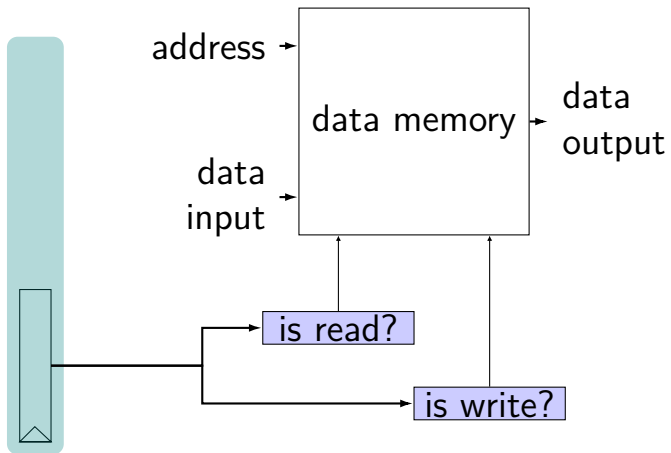 address
data memory
data
output
data
input
is read?
is write?